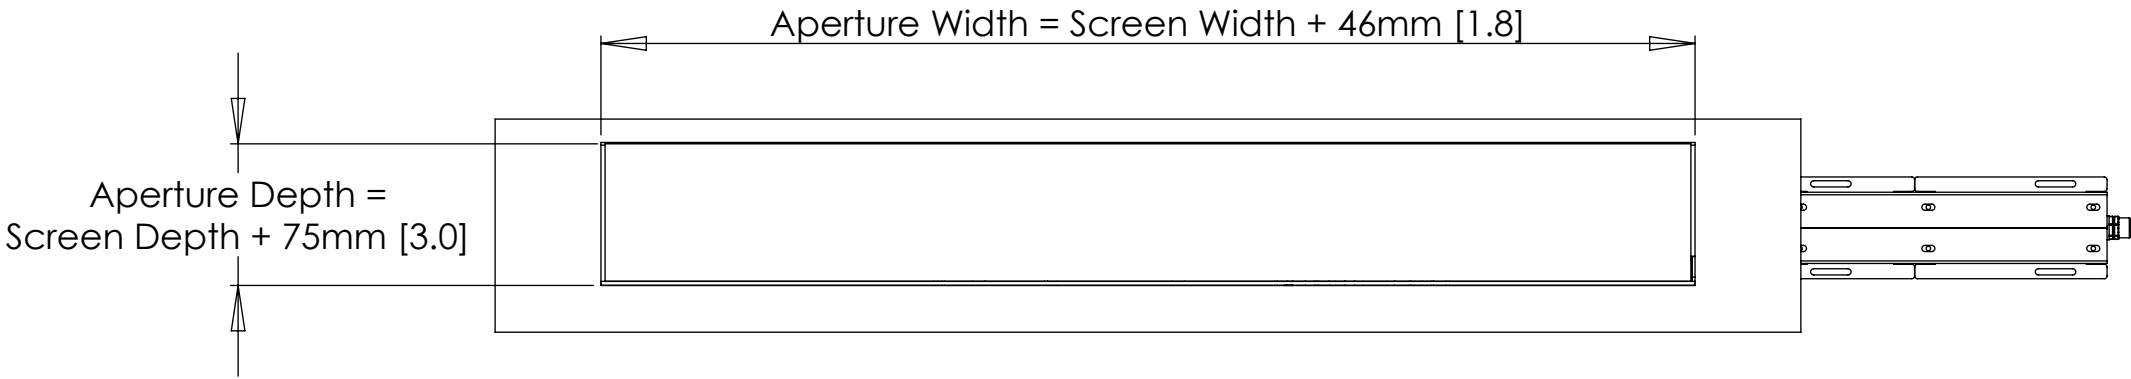 Aperture Width = Screen Width + 46mm [1.8]
Aperture Depth =
Screen Depth + 75mm [3.0]